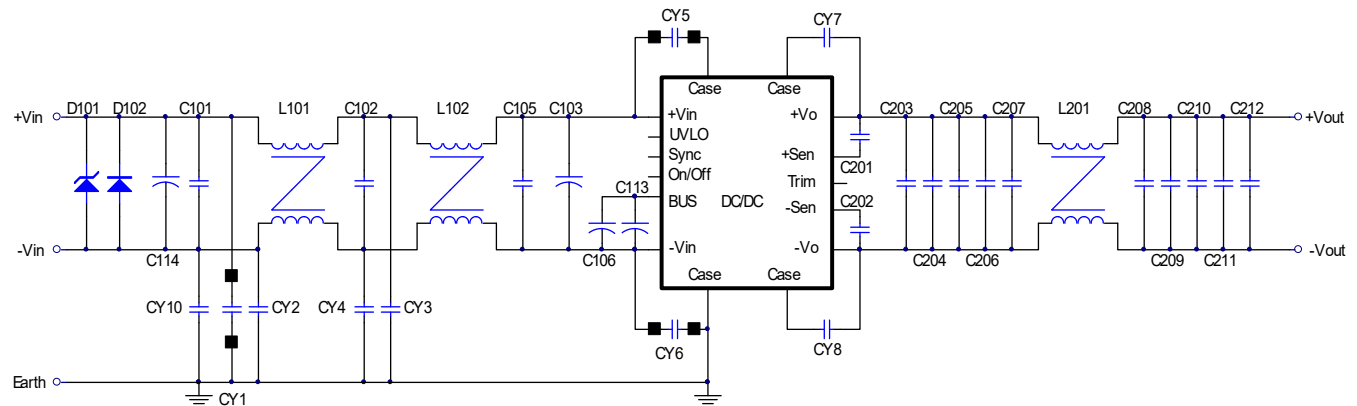 CY5
CY7
Case
Case
D101
D102
C101
L101
C102
L102
C105
C103
+Vin
+Vin
+Vo
C203
C205
C207
L201
C208
C210
C212
+Vout
UVLO
Sync
+Sen
C201
On/Off
Trim
C113
BUS
DC/DC
-Sen
C202
-Vin
-Vin
-Vo
-Vout
C114
C106
C204
C206
C209
C211
Case
Case
CY10
CY2
CY4
CY3
CY6
CY8
Earth
CY1